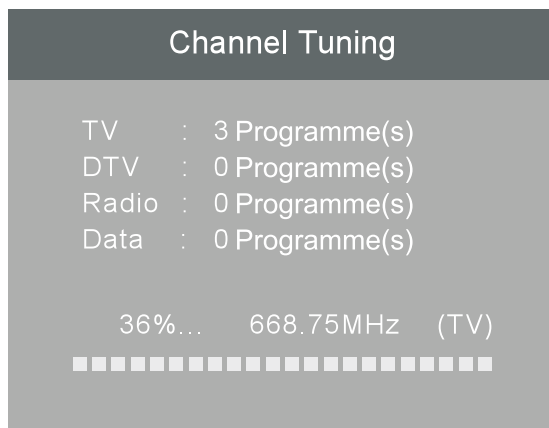 Channel Tuning
TV : 3 Programme(s)
DTV : 0 Programme(s)
Radio : 0 Programme(s)
Data : 0 Programme(s)
36%... 668.75MHz (TV)